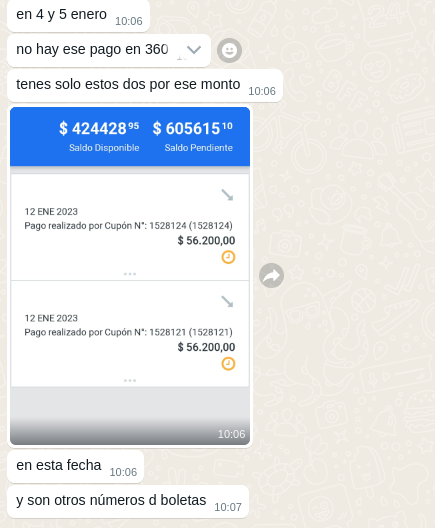 en 4 y 5 enero 10:06
no hay ese pago en 360
tenes solo estos dos por ese monto 10:06
$ 424428 95 $ 605615 10
Saldo Disponible Saldo Pendiente
12 ENE 2023
Pago realizado por Cupón N°: 1528124 (1528124)
$ 56.200,00
12 ENE 2023
Pago realizado por Cupón N°: 1528121 (1528121)
$ 56.200,00
10:06
en esta fecha 10:06
y son otros números d boletas 10:07